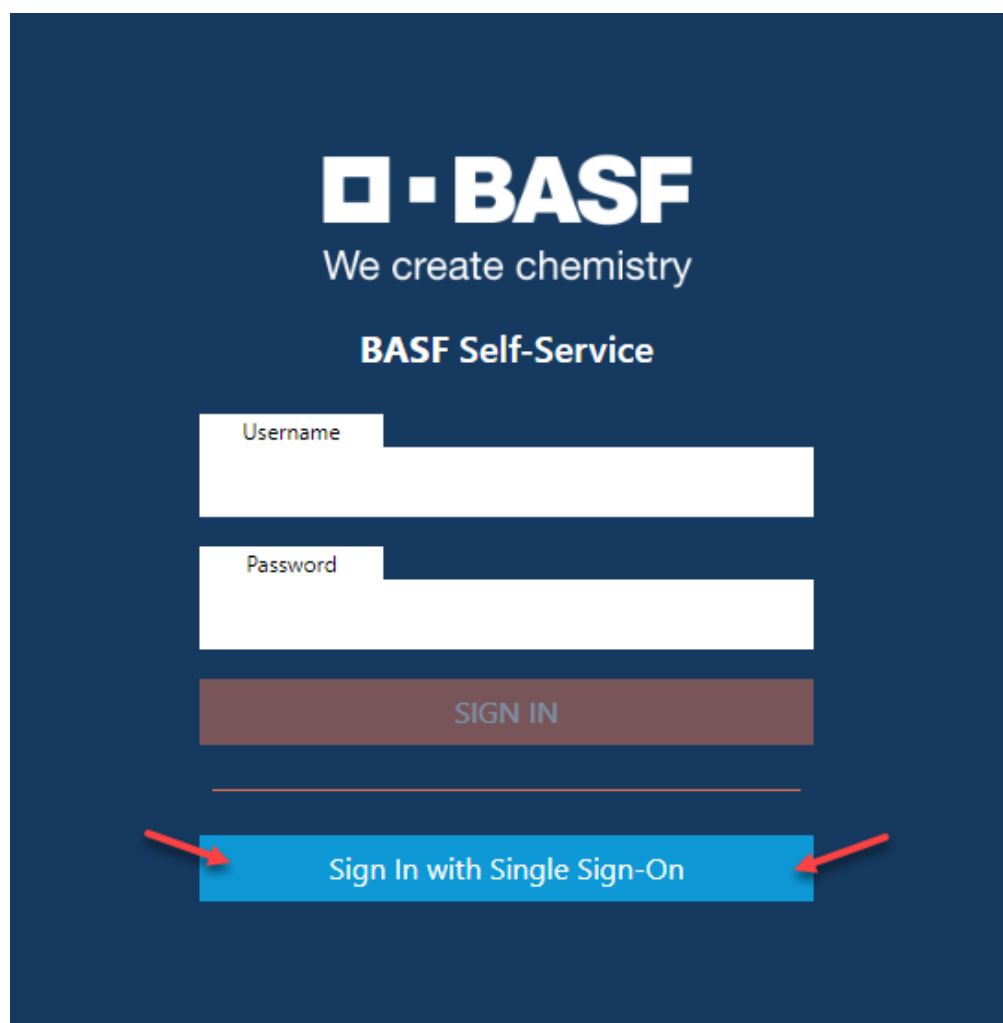 BASF
We create chemistry
BASF Self-Service
Username
Password
SIGN IN
Sign In with Single Sign-On